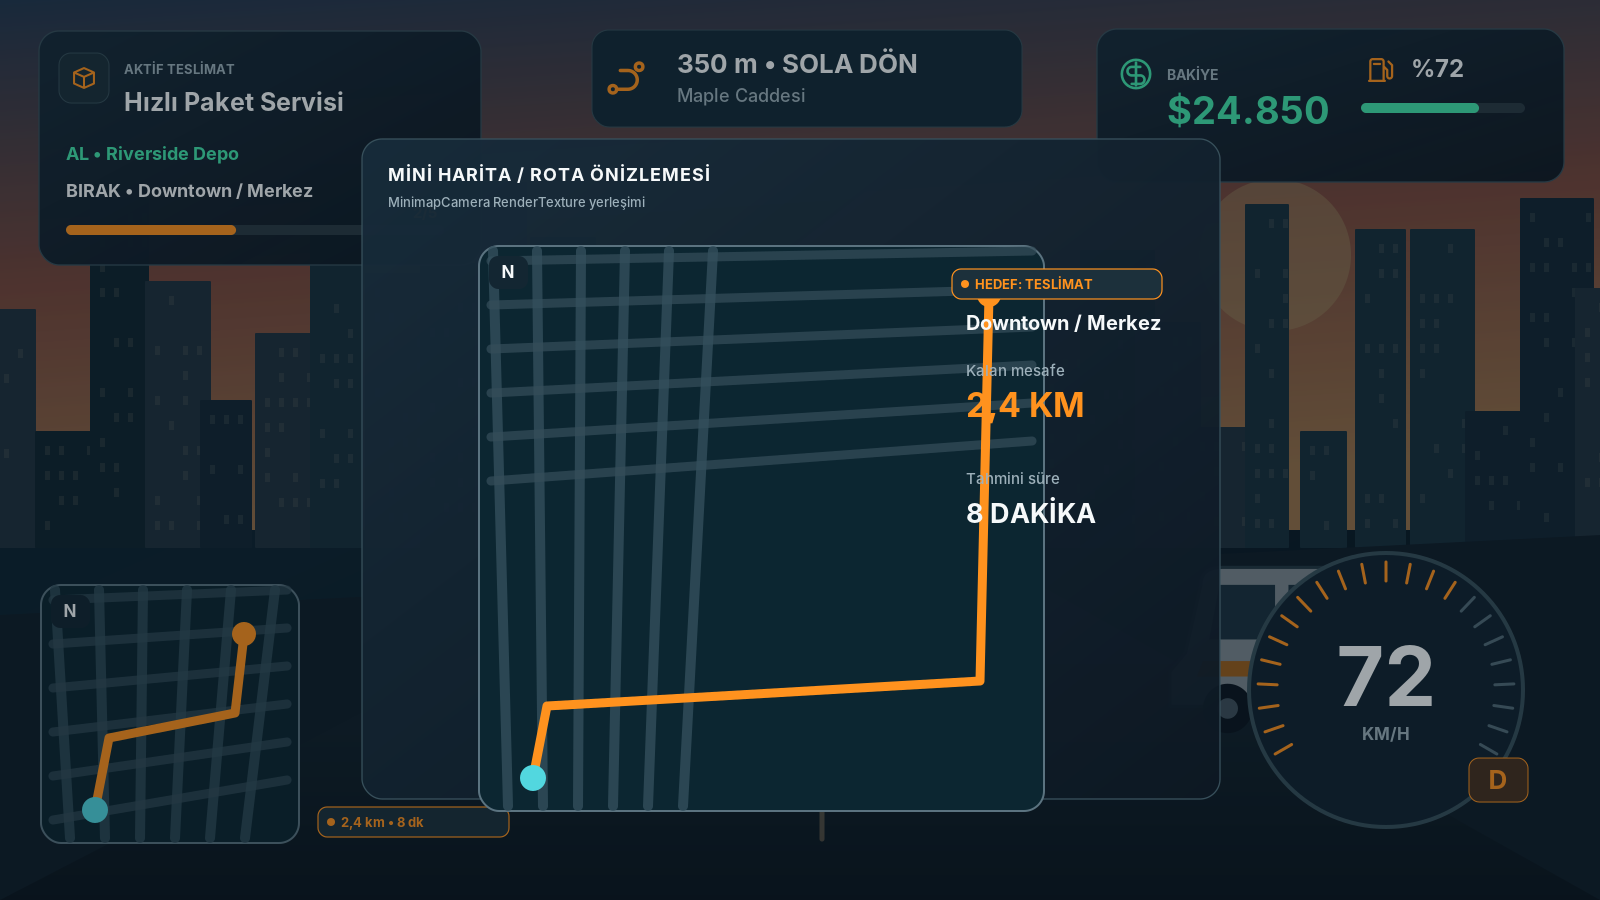 AKTİF TESLİMAT
Hızlı Paket Servisi
AL • Riverside Depo
BIRAK • Downtown / Merkez
350 m • SOLA DÖN
Maple Caddesi
BAKİYE
$24.850
%72
MİNİ HARİTA / ROTA ÖNİZLEMESİ
MinimapCamera RenderTexture yerleşimi
N
HEDEF: TESLİMAT
Downtown / Merkez
Kalan mesafe
2,4 KM
Tahmini süre
8 DAKİKA
N
2,4 km • 8 dk
72
KM/H
D